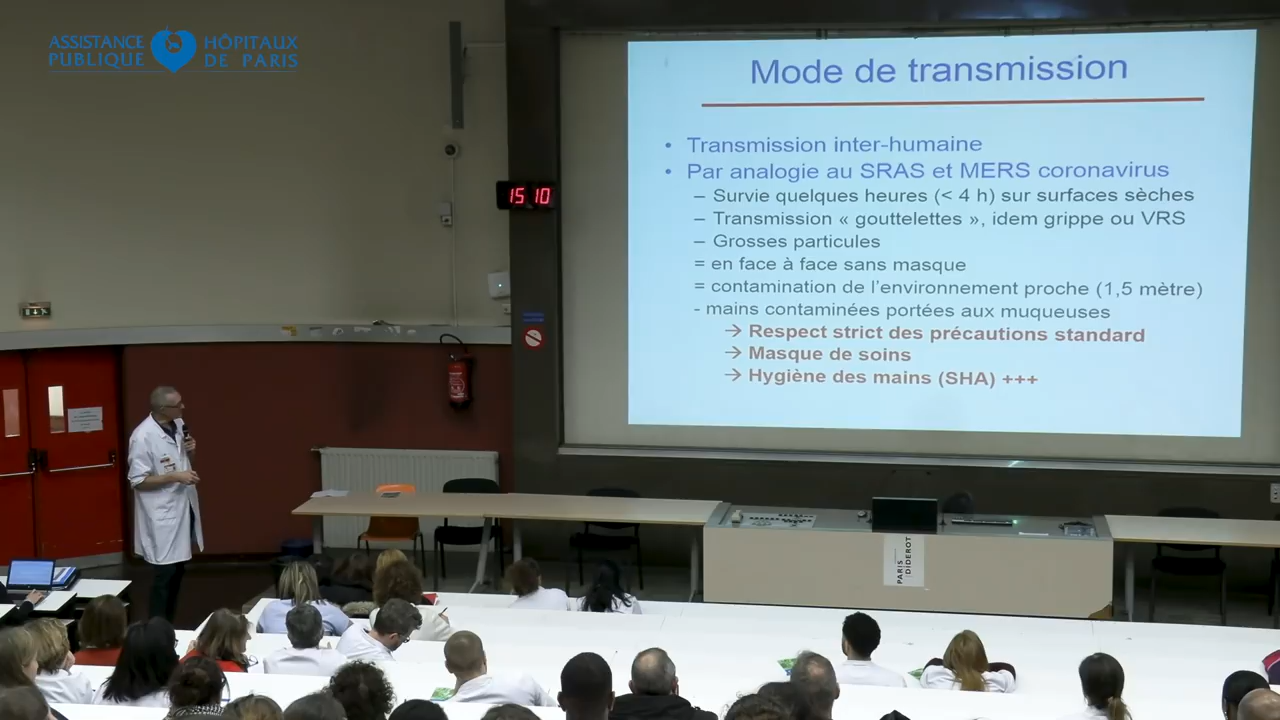 ASSISTANCE PUBLIQUE
HÔPITAUX DE PARIS
15 10
Mode de transmission
• Transmission inter-humaine
• Par analogie au SRAS et MERS coronavirus
– Survie quelques heures (< 4 h) sur surfaces sèches
– Transmission « gouttelettes », idem grippe ou VRS
– Grosses particules
= en face à face sans masque
= contamination de l'environnement proche (1,5 mètre)
- mains contaminées portées aux muqueuses
→ Respect strict des précautions standard
→ Masque de soins
→ Hygiène des mains (SHA) +++
PARIS
DIDEROT